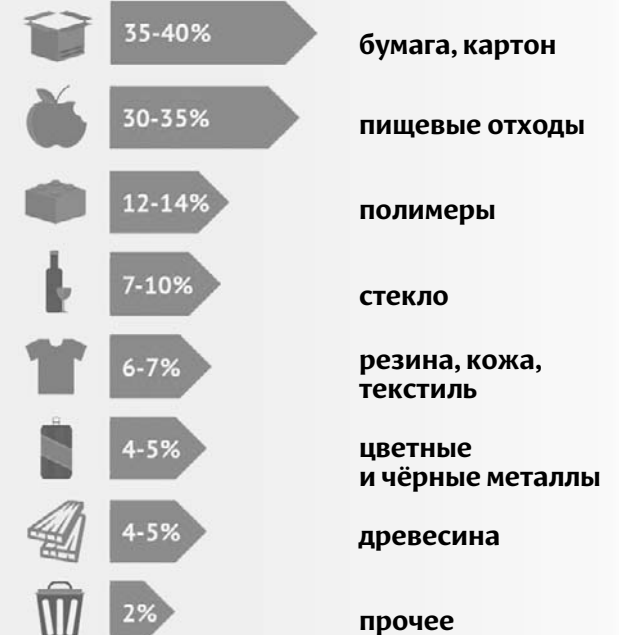 35-40%
бумага, картон
30-35%
пищевые отходы
12-14%
полимеры
7-10%
стекло
6-7%
резина, кожа,
текстиль
4-5%
цветные
и чёрные металлы
4-5%
древесина
2%
прочее